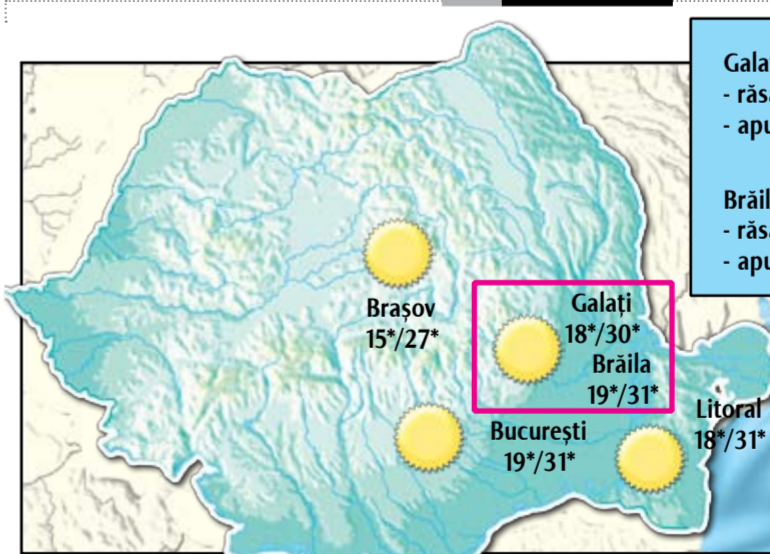 Brașov
15*/27*
Galați
18*/30*
Brăila
19*/31*
București
19*/31*
Litoral
18*/31*